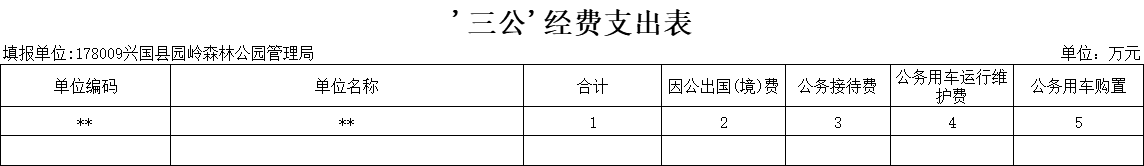 '三公'经费支出表
填报单位:178009兴国县园岭森林公园管理局 单位：万元
单位编码 单位名称 合计 因公出国(境)费 公务接待费 公务用车运行维护费 公务用车购置
** ** 1 2 3 4 5